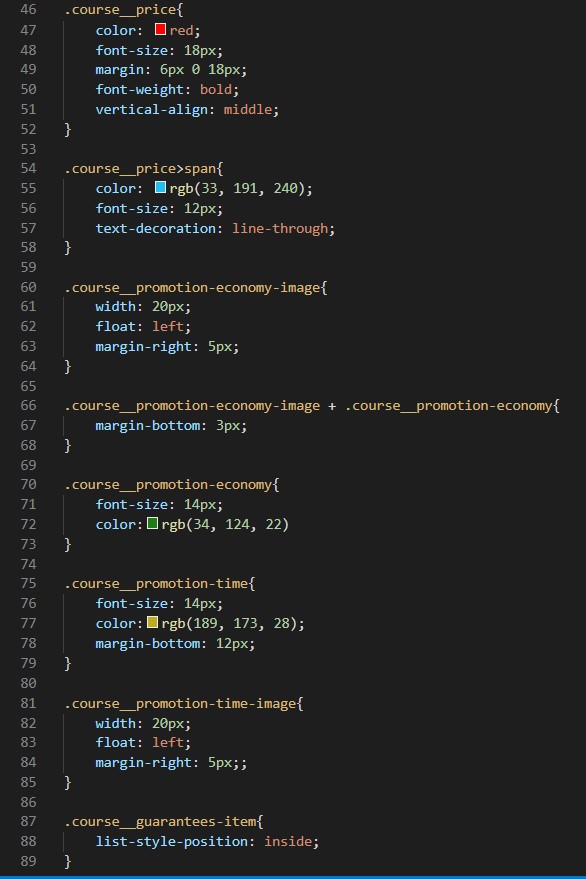 46 .course__price{
47     color: red;
48     font-size: 18px;
49     margin: 6px 0 18px;
50     font-weight: bold;
51     vertical-align: middle;
52 }
53
54 .course__price>span{
55     color: rgb(33, 191, 240);
56     font-size: 12px;
57     text-decoration: line-through;
58 }
59
60 .course__promotion-economy-image{
61     width: 20px;
62     float: left;
63     margin-right: 5px;
64 }
65
66 .course__promotion-economy-image + .course__promotion-economy{
67     margin-bottom: 3px;
68 }
69
70 .course__promotion-economy{
71     font-size: 14px;
72     color:rgb(34, 124, 22)
73 }
74
75 .course__promotion-time{
76     font-size: 14px;
77     color:rgb(189, 173, 28);
78     margin-bottom: 12px;
79 }
80
81 .course__promotion-time-image{
82     width: 20px;
83     float: left;
84     margin-right: 5px;;
85 }
86
87 .course__guarantees-item{
88     list-style-position: inside;
89 }